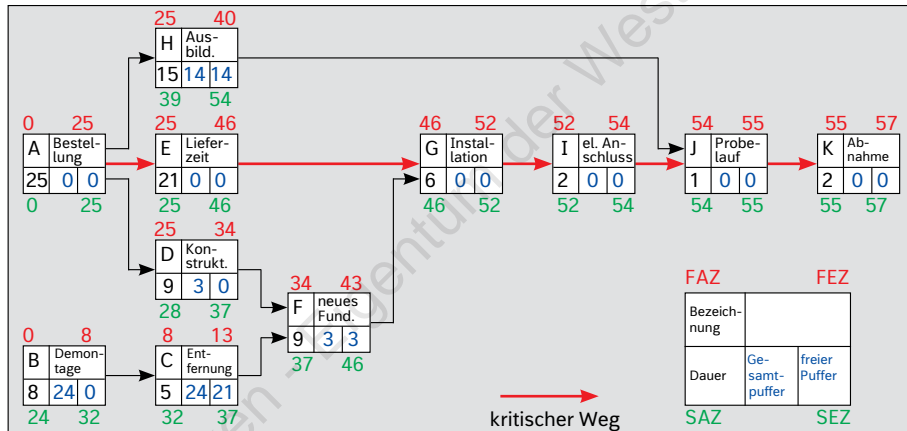 25 40
H Aus-
bild.
15 14 14
39 54
0 25
A Bestel-
lung
25 0 0
0 25
25 46
E Liefer-
zeit
21 0 0
25 46
46 52
G Instal-
lation
6 0 0
46 52
52 54
I el. An-
schluss
2 0 0
52 54
54 55
J Probe-
lauf
1 0 0
54 55
55 57
K Ab-
nahme
2 0 0
55 57
25 34
D Kon-
strukt.
9 3 0
28 37
34 43
F neues
Fund.
9 3 3
37 46
0 8
B Demon-
tage
8 24 0
24 32
8 13
C Ent-
fernung
5 24 21
32 37
kritischer Weg
FAZ FEZ
Bezeich-
nung
Dauer
Ge-
samt-
puffer
freier
Puffer
SAZ SEZ
en - Eigentum der West